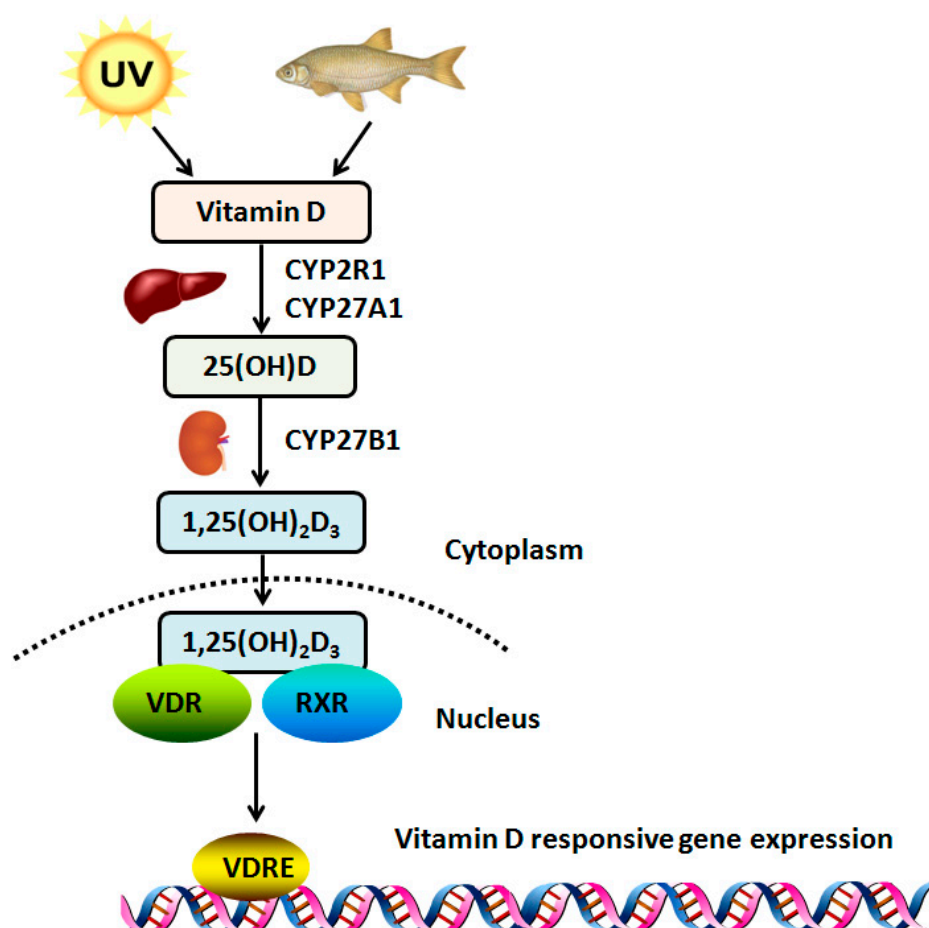 UV
Vitamin D
CYP2R1
CYP27A1
25(OH)D
CYP27B1
1,25(OH)₂D₃
Cytoplasm
1,25(OH)₂D₃
VDR
RXR
Nucleus
Vitamin D responsive gene expression
VDRE